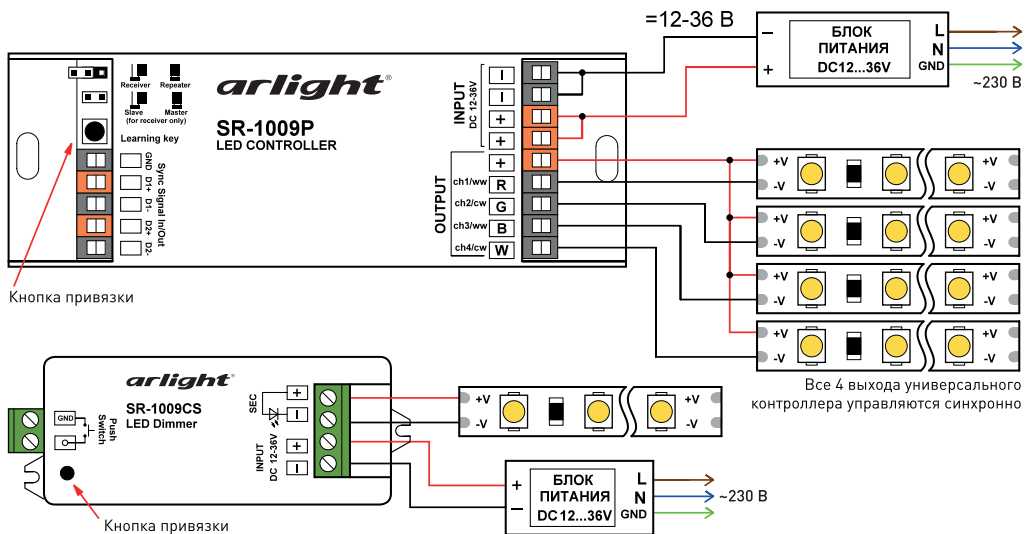 =12-36 В
БЛОК
ПИТАНИЯ
DC12...36V
−
+
L
N
GND
~230 В
Receiver
Repeater
Slave
Master
(for receiver only)
Learning key
GND
D1+
D1-
D2+
D2-
Sync Signal In/Out
arlight®
SR-1009P
LED CONTROLLER
INPUT
DC 12-36V
−
−
+
+
OUTPUT
+
ch1/ww R
ch2/cw G
ch3/ww B
ch4/cw W
+V
-V
+V
-V
+V
-V
+V
-V
+V
-V
+V
-V
+V
-V
+V
-V
Кнопка привязки
Все 4 выхода универсального
контроллера управляются синхронно
arlight®
SR-1009CS
LED Dimmer
GND
Push
Switch
SEC
+
−
INPUT
DC 12-36V
+
−
+V
-V
+V
-V
БЛОК
ПИТАНИЯ
DC12...36V
+
−
L
N
GND
~230 В
Кнопка привязки